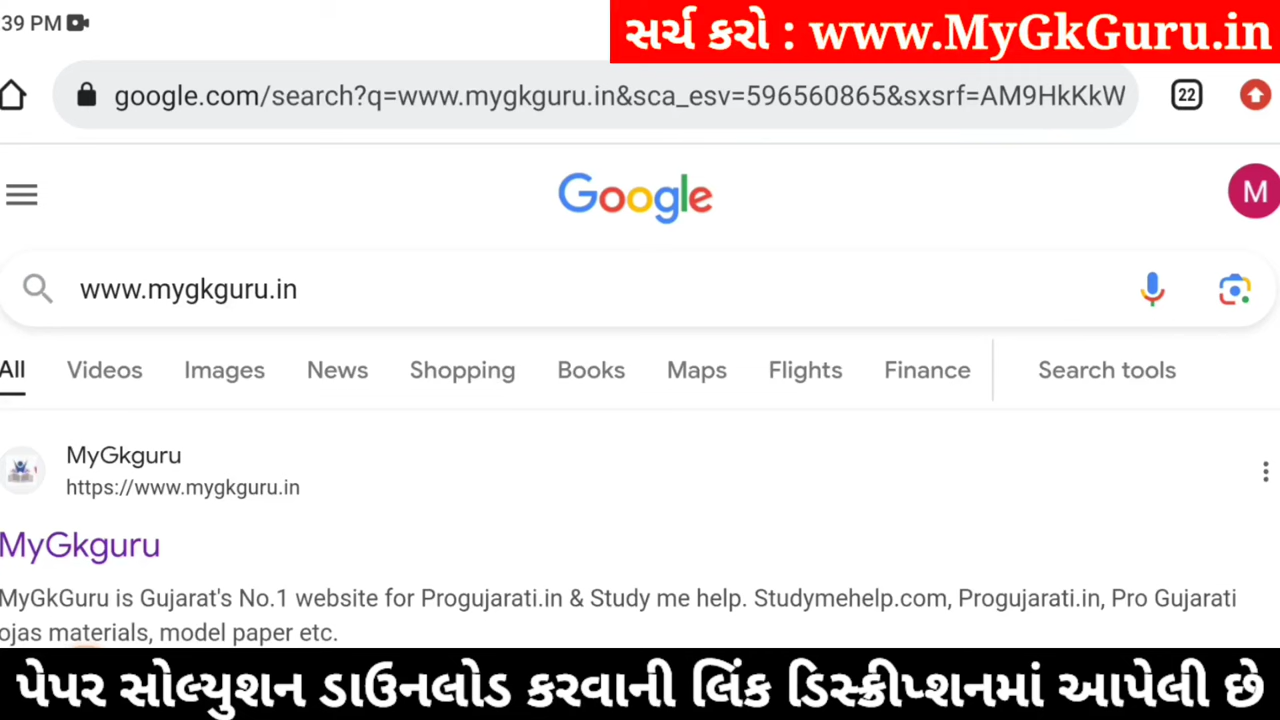 39 PM
સર્ચ કરો : www.MyGkGuru.in
google.com/search?q=www.mygkguru.in&sca_esv=596560865&sxsrf=AM9HkKkW
22
Google
M
www.mygkguru.in
All Videos Images News Shopping Books Maps Flights Finance Search tools
MyGkguru
https://www.mygkguru.in
MyGkguru
MyGkGuru is Gujarat's No.1 website for Progujarati.in & Study me help. Studymehelp.com, Progujarati.in, Pro Gujarati
ojas materials, model paper etc.
પેપર સોલ્યુશન ડાઉનલોડ કરવાની લિંક ડિસ્ક્રીપ્શનમાં આપેલી છે